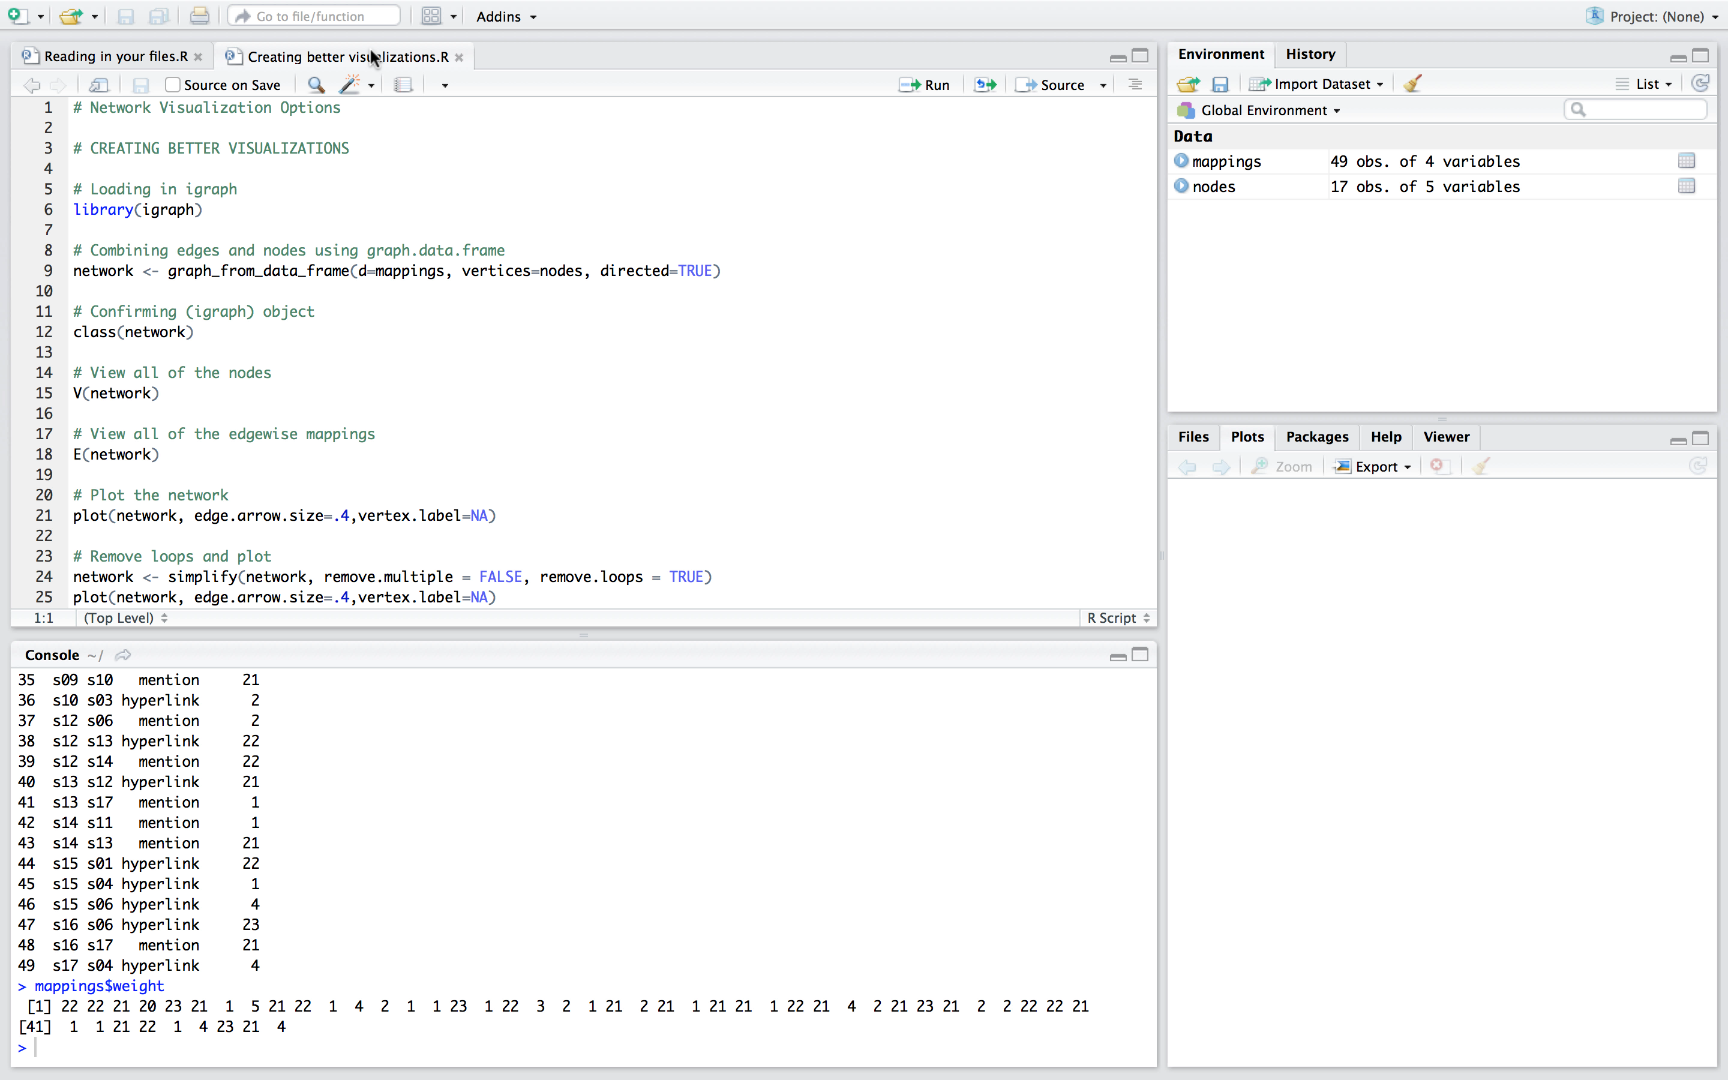 Go to file/function
Addins
Project: (None)
Reading in your files.R
Creating better visualizations.R
Source on Save
Run
Source
1 # Network Visualization Options
2
3 # CREATING BETTER VISUALIZATIONS
4
5 # Loading in igraph
6 library(igraph)
7
8 # Combining edges and nodes using graph.data.frame
9 network <- graph_from_data_frame(d=mappings, vertices=nodes, directed=TRUE)
10
11 # Confirming (igraph) object
12 class(network)
13
14 # View all of the nodes
15 V(network)
16
17 # View all of the edgewise mappings
18 E(network)
19
20 # Plot the network
21 plot(network, edge.arrow.size=.4,vertex.label=NA)
22
23 # Remove loops and plot
24 network <- simplify(network, remove.multiple = FALSE, remove.loops = TRUE)
25 plot(network, edge.arrow.size=.4,vertex.label=NA)
1:1 (Top Level) R Script
Console ~/
35 s09 s10 mention 21
36 s10 s03 hyperlink 2
37 s12 s06 mention 2
38 s12 s13 hyperlink 22
39 s12 s14 mention 22
40 s13 s12 hyperlink 21
41 s13 s17 mention 1
42 s14 s11 mention 1
43 s14 s13 mention 21
44 s15 s01 hyperlink 22
45 s15 s04 hyperlink 1
46 s15 s06 hyperlink 4
47 s16 s06 hyperlink 23
48 s16 s17 mention 21
49 s17 s04 hyperlink 4
> mappings$weight
[1] 22 22 21 20 23 21 1 5 21 22 1 4 2 1 1 23 1 22 3 2 1 21 2 21 1 21 21 1 22 21 4 2 21 23 21 2 2 22 22 21
[41] 1 1 21 22 1 4 23 21 4
>
Environment History
Import Dataset List
Global Environment
Data
mappings 49 obs. of 4 variables
nodes 17 obs. of 5 variables
Files Plots Packages Help Viewer
Zoom Export